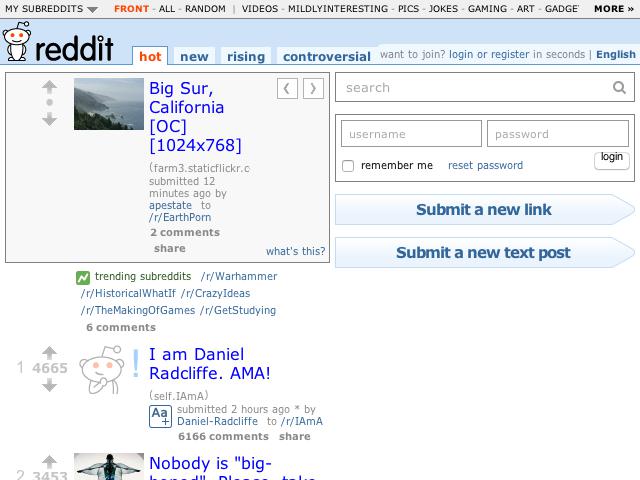 MY SUBREDDITS FRONT - ALL - RANDOM | VIDEOS - MILDLYINTERESTING - PICS - JOKES - GAMING - ART - GADGE MORE »
reddit hot new rising controversial want to join? login or register in seconds | English
Big Sur,
California
[OC]
[1024x768]
(farm3.staticflickr.c
submitted 12
minutes ago by
apestate to
/r/EarthPorn
2 comments
share
what's this?
search
username password
remember me reset password login
Submit a new link
Submit a new text post
trending subreddits /r/Warhammer
/r/HistoricalWhatIf /r/CrazyIdeas
/r/TheMakingOfGames /r/GetStudying
6 comments
1 4665
I am Daniel
Radcliffe. AMA!
(self.IAmA)
Aa+ submitted 2 hours ago * by
Daniel-Radcliffe to /r/IAmA
6166 comments share
2 3453
Nobody is "big-
boned". Please, take